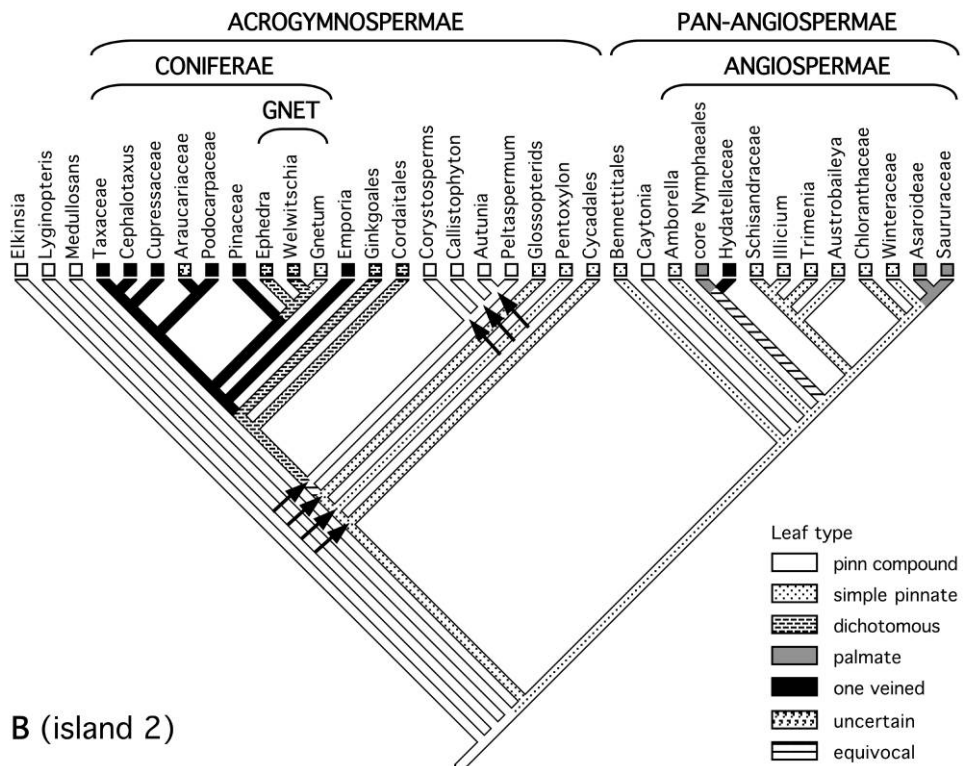 ACROGYMNOSPERMAE
PAN-ANGIOSPERMAE
CONIFERAE
ANGIOSPERMAE
GNET
Elkinsia
Lyginopteris
Medullosans
Taxaceae
Cephalotaxus
Cupressaceae
Araucariaceae
Podocarpaceae
Pinaceae
Ephedra
Welwitschia
Gnetum
Emporia
Ginkgoales
Cordaitales
Corystosperms
Callistophyton
Autunia
Peltaspermum
Glossopterids
Pentoxylon
Cycadales
Bennettitales
Caytonia
Amborella
core Nymphaeales
Hydatellaceae
Schisandraceae
Illicium
Trimenia
Austrobaileya
Chloranthaceae
Winteraceae
Asaroideae
Saururaceae
Leaf type
pinn compound
simple pinnate
dichotomous
palmate
one veined
uncertain
equivocal
B (island 2)